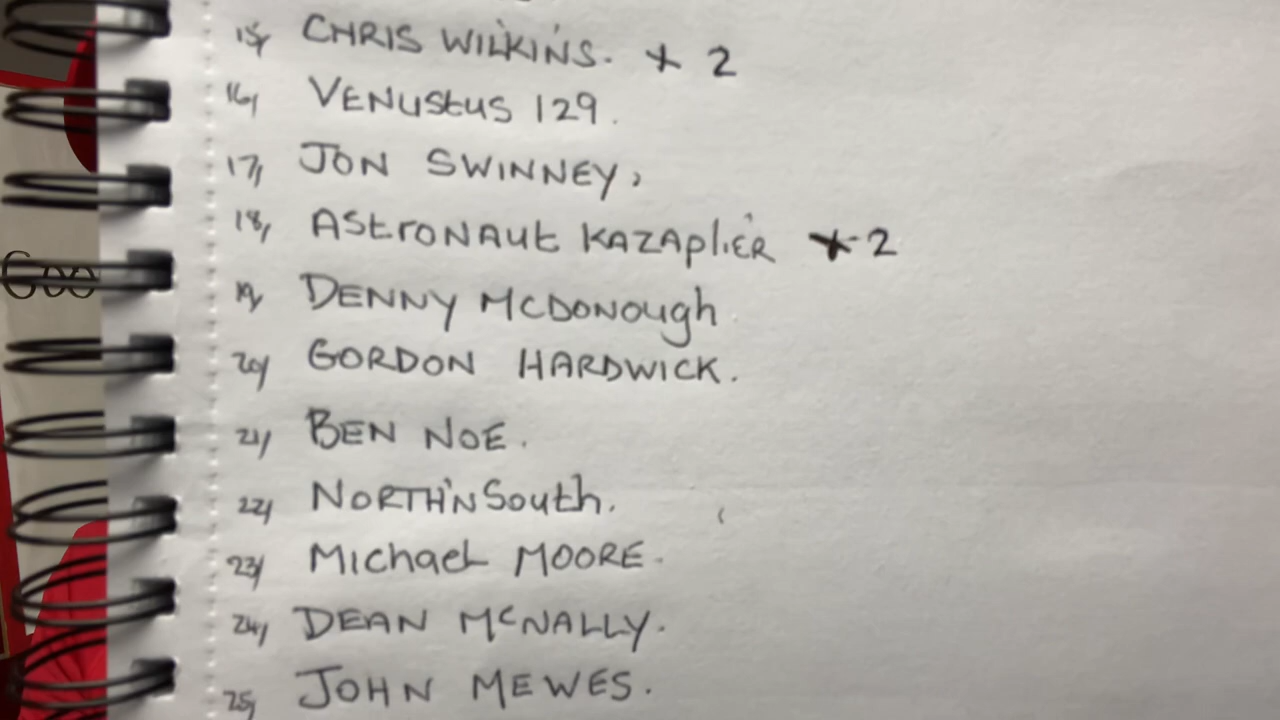 15, CHRIS WILKINS. * 2
16, VENUStUS 129.
17, JON SWINNEY,
18, AStrONAUt KAZAplIER * 2
19, DENNY MCDONOugh
20, GORDON HARDWICK.
Goo
21, BEN NOE.
22, NORTH'NSouth.
23, MIchaeL MOORE.
24, DEAN McNALLY.
25, JOHN MEWES.